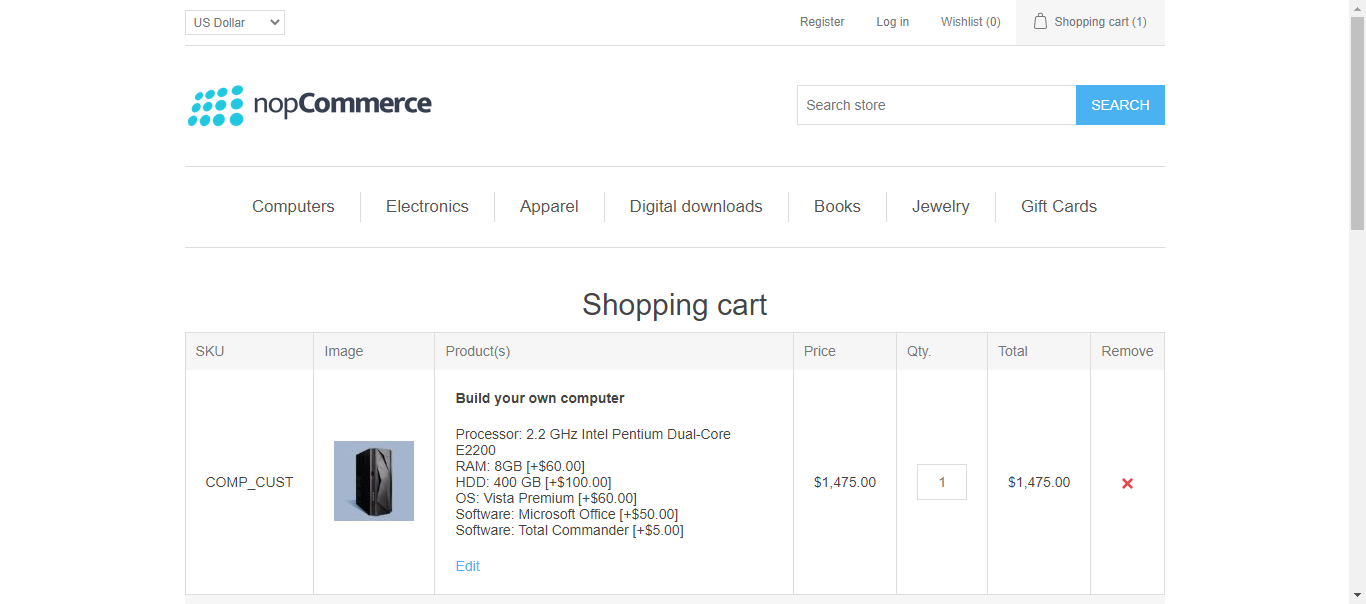 US Dollar
Register
Log in
Wishlist (0)
Shopping cart (1)
nopCommerce
Search store
SEARCH
Computers
Electronics
Apparel
Digital downloads
Books
Jewelry
Gift Cards
Shopping cart
SKU
Image
Product(s)
Price
Qty.
Total
Remove
COMP_CUST
Build your own computer
Processor: 2.2 GHz Intel Pentium Dual-Core
E2200
RAM: 8GB [+$60.00]
HDD: 400 GB [+$100.00]
OS: Vista Premium [+$60.00]
Software: Microsoft Office [+$50.00]
Software: Total Commander [+$5.00]
Edit
$1,475.00
1
$1,475.00